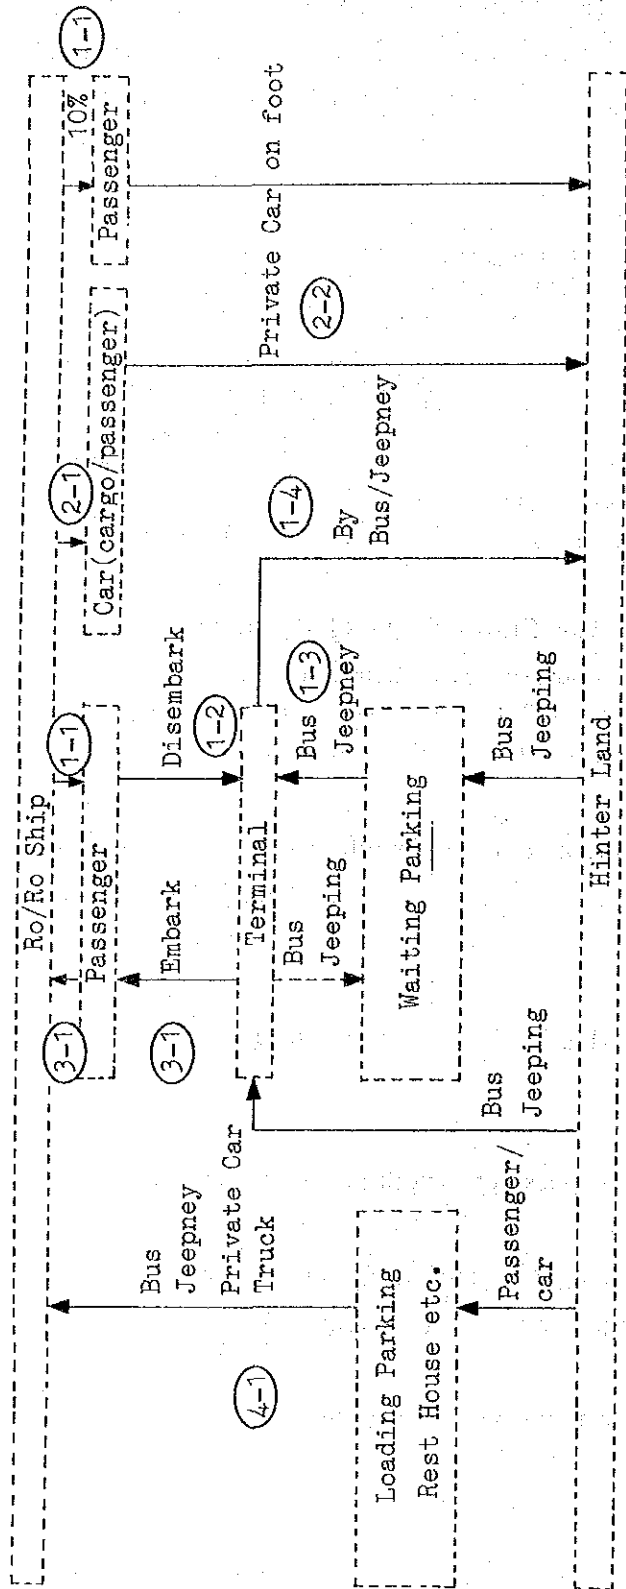 Ro/Ro Ship
3-1
1-1
2-1
10%
1-1
Passenger
Car(cargo/passenger)
Passenger
Bus
Jeepney
Private Car
Truck
4-1
3-1
Embark
Disembark
1-2
Terminal
Bus
Jeeping
Bus
Jeepney
1-3
1-4
By
Bus/Jeepney
Private Car on foot
2-2
Loading Parking
Rest House etc.
Waiting Parking
Passenger/
car
Bus
Jeeping
Bus
Jeeping
Hinter Land